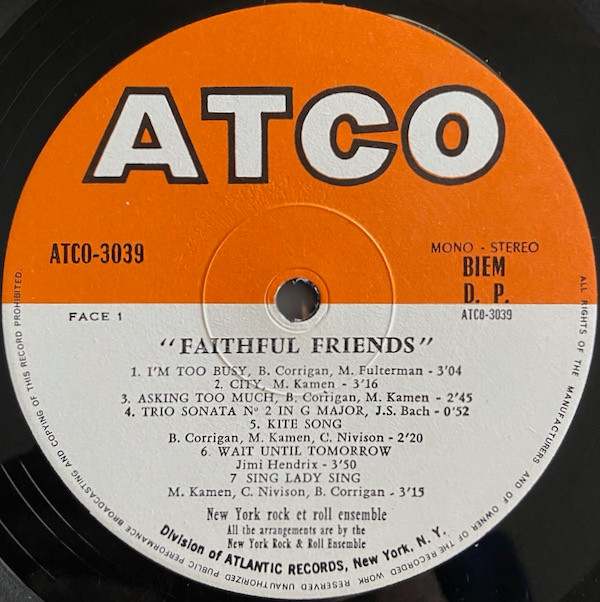 ATCO
ATCO-3039
MONO - STEREO
BIEM
D. P.
ATCO-3039
FACE 1
"FAITHFUL FRIENDS"
1. I'M TOO BUSY, B. Corrigan, M. Fulterman - 3'04
2. CITY, M. Kamen - 3'16
3. ASKING TOO MUCH, B. Corrigan, M. Kamen - 2'45
4. TRIO SONATA Nº 2 IN G MAJOR, J.S. Bach - 0'52
5. KITE SONG
B. Corrigan, M. Kamen, C. Nivison - 2'20
6. WAIT UNTIL TOMORROW
Jimi Hendrix - 3'50
7 SING LADY SING
M. Kamen, C. Nivison, B. Corrigan - 3'15
New York rock et roll ensemble
All the arrangements are by the
New York Rock & Roll Ensemble
Division of ATLANTIC RECORDS, New York. N. Y.
ALL RIGHTS OF THE MANUFACTURERS AND OF OWNER OF THE RECORDED WORK RESERVED UNAUTHORIZED PUBLIC PERFORMANCE BROADCASTING AND COPYING OF THIS RECORD PROHIBITED.